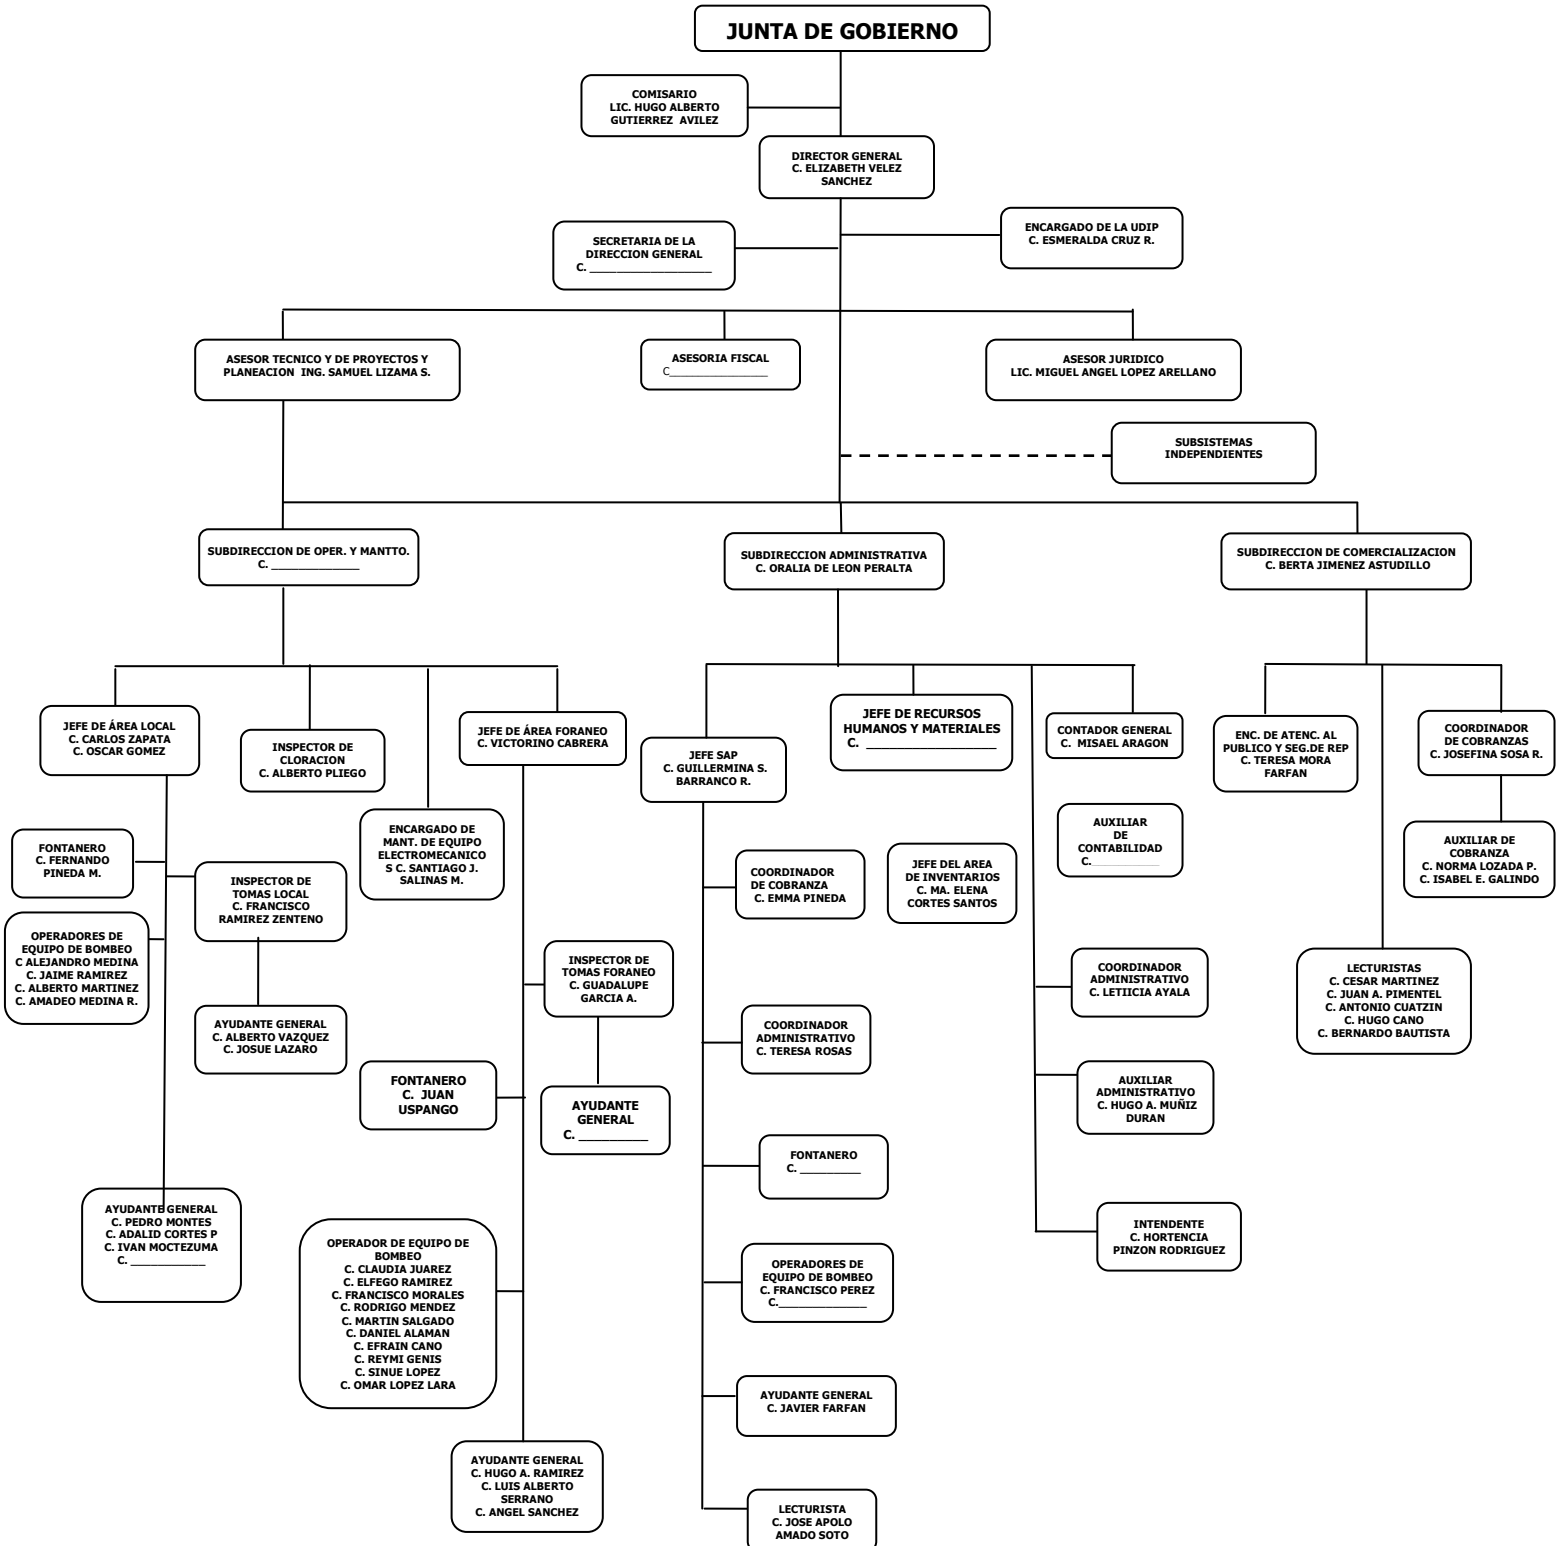 JUNTA DE GOBIERNO
COMISARIO
LIC. HUGO ALBERTO
GUTIERREZ AVILEZ
DIRECTOR GENERAL
C. ELIZABETH VELEZ
SANCHEZ
SECRETARIA DE LA
DIRECCION GENERAL
C. __________________
ENCARGADO DE LA UDIP
C. ESMERALDA CRUZ R.
ASESOR TECNICO Y DE PROYECTOS Y
PLANEACION ING. SAMUEL LIZAMA S.
ASESORIA FISCAL
C________________
ASESOR JURIDICO
LIC. MIGUEL ANGEL LOPEZ ARELLANO
SUBSISTEMAS
INDEPENDIENTES
SUBDIRECCION DE OPER. Y MANTTO.
C. _____________
SUBDIRECCION ADMINISTRATIVA
C. ORALIA DE LEON PERALTA
SUBDIRECCION DE COMERCIALIZACION
C. BERTA JIMENEZ ASTUDILLO
JEFE DE ÁREA LOCAL
C. CARLOS ZAPATA
C. OSCAR GOMEZ
INSPECTOR DE
CLORACION
C. ALBERTO PLIEGO
JEFE DE ÁREA FORANEO
C. VICTORINO CABRERA
JEFE SAP
C. GUILLERMINA S.
BARRANCO R.
JEFE DE RECURSOS
HUMANOS Y MATERIALES
C. __________________
CONTADOR GENERAL
C. MISAEL ARAGON
ENC. DE ATENC. AL
PUBLICO Y SEG.DE REP
C. TERESA MORA
FARFAN
COORDINADOR
DE COBRANZAS
C. JOSEFINA SOSA R.
FONTANERO
C. FERNANDO
PINEDA M.
INSPECTOR DE
TOMAS LOCAL
C. FRANCISCO
RAMIREZ ZENTENO
ENCARGADO DE
MANT. DE EQUIPO
ELECTROMECANICO
S C. SANTIAGO J.
SALINAS M.
COORDINADOR
DE COBRANZA
C. EMMA PINEDA
JEFE DEL AREA
DE INVENTARIOS
C. MA. ELENA
CORTES SANTOS
AUXILIAR
DE
CONTABILIDAD
C.__________
AUXILIAR DE
COBRANZA
C. NORMA LOZADA P.
C. ISABEL E. GALINDO
OPERADORES DE
EQUIPO DE BOMBEO
C ALEJANDRO MEDINA
C. JAIME RAMIREZ
C. ALBERTO MARTINEZ
C. AMADEO MEDINA R.
AYUDANTE GENERAL
C. ALBERTO VAZQUEZ
C. JOSUE LAZARO
INSPECTOR DE
TOMAS FORANEO
C. GUADALUPE
GARCIA A.
COORDINADOR
ADMINISTRATIVO
C. TERESA ROSAS
COORDINADOR
ADMINISTRATIVO
C. LETIICIA AYALA
LECTURISTAS
C. CESAR MARTINEZ
C. JUAN A. PIMENTEL
C. ANTONIO CUATZIN
C. HUGO CANO
C. BERNARDO BAUTISTA
FONTANERO
C. JUAN
USPANGO
AYUDANTE
GENERAL
C. _________
FONTANERO
C. _________
AUXILIAR
ADMINISTRATIVO
C. HUGO A. MUÑIZ
DURAN
AYUDANTE GENERAL
C. PEDRO MONTES
C. ADALID CORTES P
C. IVAN MOCTEZUMA
C. ___________
OPERADOR DE EQUIPO DE
BOMBEO
C. CLAUDIA JUAREZ
C. ELFEGO RAMIREZ
C. FRANCISCO MORALES
C. RODRIGO MENDEZ
C. MARTIN SALGADO
C. DANIEL ALAMAN
C. EFRAIN CANO
C. REYMI GENIS
C. SINUE LOPEZ
C. OMAR LOPEZ LARA
OPERADORES DE
EQUIPO DE BOMBEO
C. FRANCISCO PEREZ
C._____________
INTENDENTE
C. HORTENCIA
PINZON RODRIGUEZ
AYUDANTE GENERAL
C. JAVIER FARFAN
AYUDANTE GENERAL
C. HUGO A. RAMIREZ
C. LUIS ALBERTO
SERRANO
C. ANGEL SANCHEZ
LECTURISTA
C. JOSE APOLO
AMADO SOTO